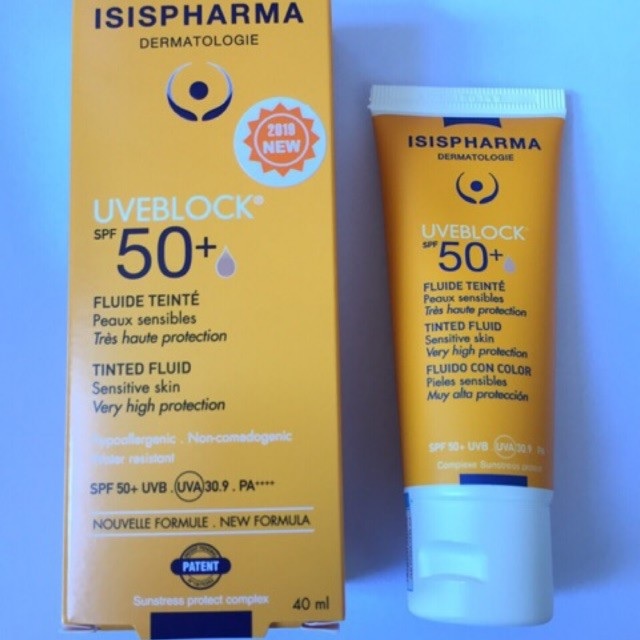 ISISPHARMA
DERMATOLOGIE
2019
NEW
UVEBLOCK®
SPF 50+
FLUIDE TEINTÉ
Peaux sensibles
Très haute protection
TINTED FLUID
Sensitive skin
Very high protection
Hypoallergenic . Non-comedogenic
Water resistant
SPF 50+ UVB . UVA 30.9 . PA++++
NOUVELLE FORMULE . NEW FORMULA
PATENT
Sunstress protect complex
40 ml
ISISPHARMA
DERMATOLOGIE
UVEBLOCK
SPF 50+
FLUIDE TEINTÉ
Peaux sensibles
Très haute protection
TINTED FLUID
Sensitive skin
Very high protection
FLUIDO CON COLOR
Pieles sensibles
Muy alta protección
SPF 50+ UVB UVA 30.9 PA
Complexe Sunstress protect